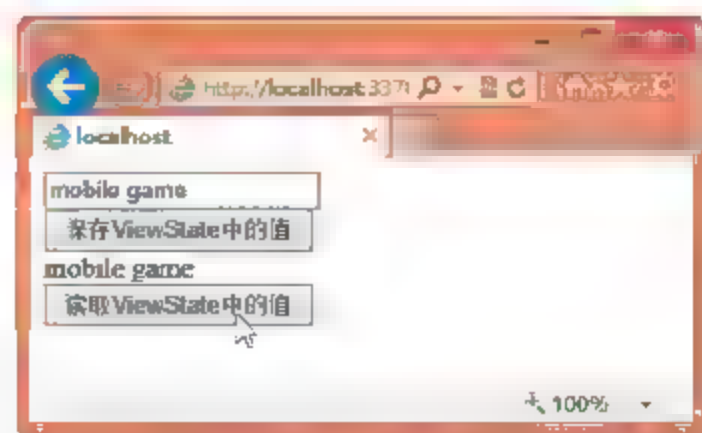 http://localhost:337
localhost
mobile game
保存ViewState中的值
mobile game
读取ViewState中的值
100%